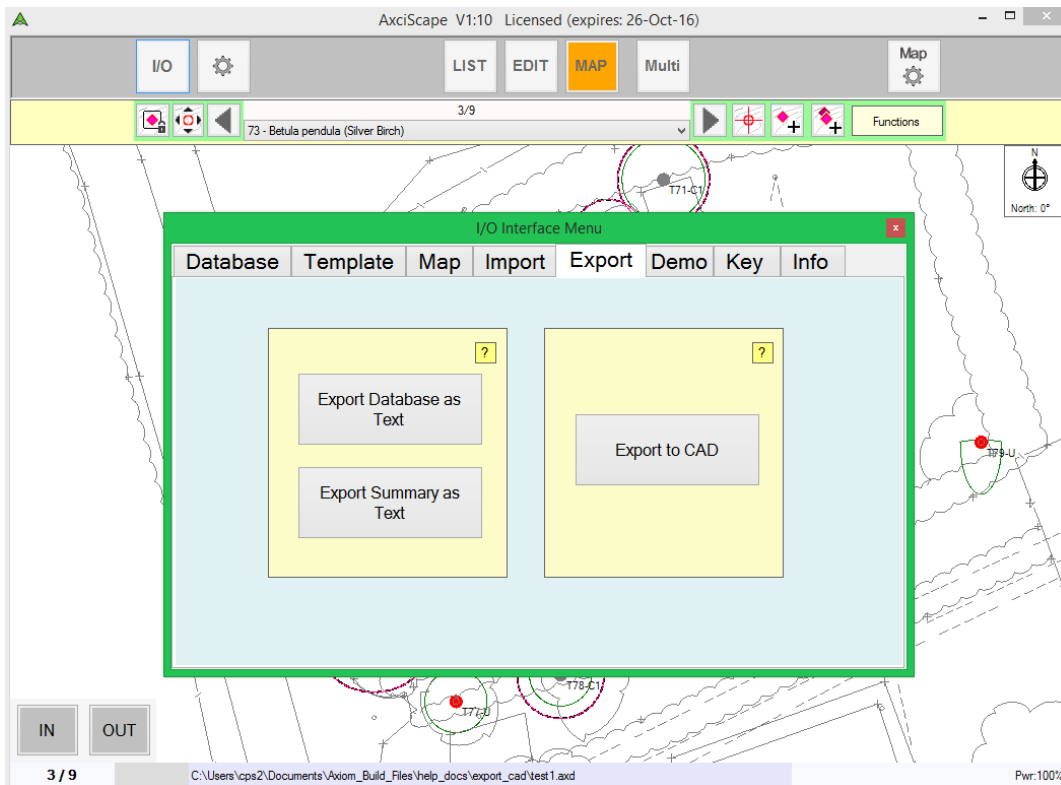 AxciScape V1:10 Licensed (expires: 26-Oct-16)
I/O
LIST
EDIT
MAP
Multi
Map
3/9
73 - Betula pendula (Silver Birch)
Functions
N
North: 0°
T71-C1
I/O Interface Menu
x
Database
Template
Map
Import
Export
Demo
Key
Info
?
Export Database as
Text
Export Summary as
Text
?
Export to CAD
T79-U
T78-C1
T77-U
IN
OUT
3 / 9
C:\Users\cps2\Documents\Axiom_Build_Files\help_docs\export_cad\test1.axd
Pwr:100%